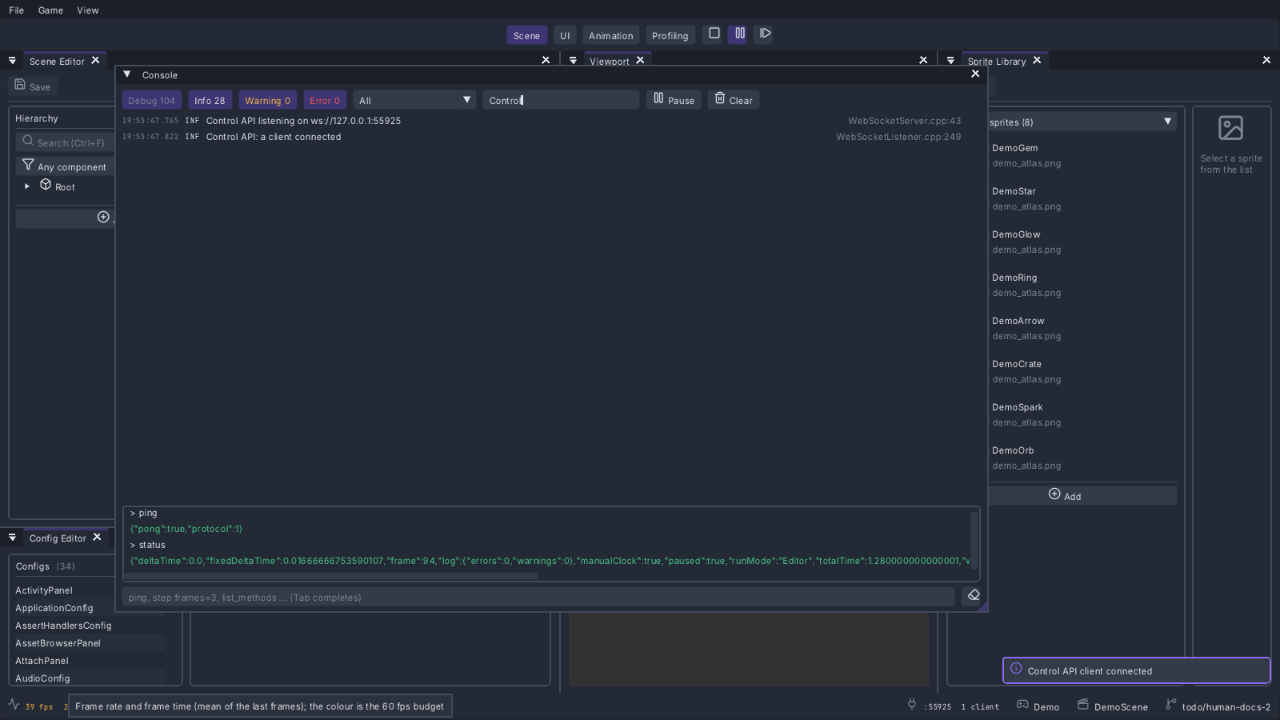 File Game View
Scene UI Animation Profiling
Scene Editor
Viewport
Sprite Library
Save
Console
Debug 104 Info 28 Warning 0 Error 0 All Control Pause Clear
19:55:47.765 INF Control API listening on ws://127.0.0.1:55925 WebSocketServer.cpp:43
19:55:47.822 INF Control API: a client connected WebSocketListener.cpp:249
Hierarchy
Search (Ctrl+F)
Any component
Root
sprites (8)
DemoGem
demo_atlas.png
DemoStar
demo_atlas.png
DemoGlow
demo_atlas.png
DemoRing
demo_atlas.png
DemoArrow
demo_atlas.png
DemoCrate
demo_atlas.png
DemoSpark
demo_atlas.png
DemoOrb
demo_atlas.png
Add
Select a sprite
from the list
> ping
{"pong":true,"protocol":1}
> status
{"deltaTime":0.0,"fixedDeltaTime":0.01666666753590107,"frame":94,"log":{"errors":0,"warnings":0},"manualClock":true,"paused":true,"runMode":"Editor","totalTime":1.280000000000001,"v
ping, step frames=3, list_methods ... (Tab completes)
Config Editor
Configs (34)
ActivityPanel
ApplicationConfig
AssertHandlersConfig
AssetBrowserPanel
AttachPanel
AudioConfig
Control API client connected
39 fps 2
Frame rate and frame time (mean of the last frames); the colour is the 60 fps budget
:55925 1 client Demo DemoScene todo/human-docs-2